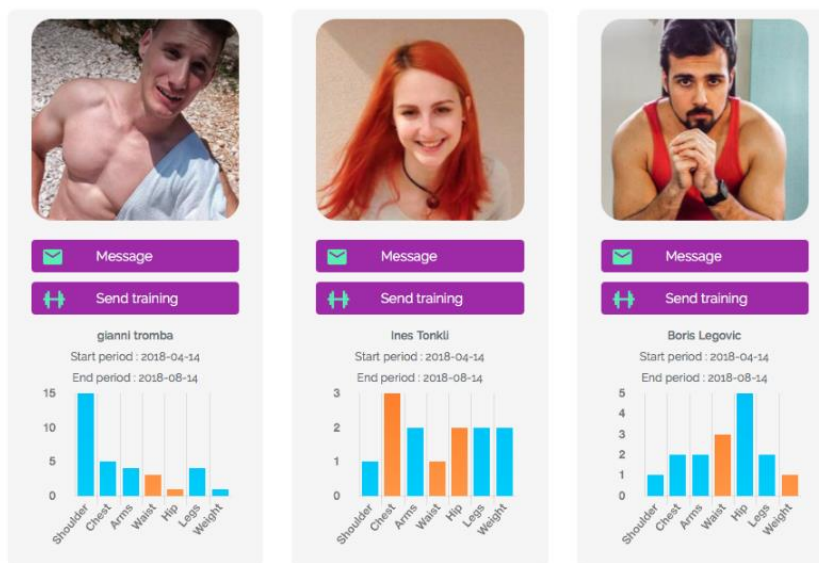 Message
Send training
gianni tromba
Start period : 2018-04-14
End period : 2018-08-14
15
10
5
0
Shoulder
Chest
Arms
Waist
Hip
Legs
Weight
Message
Send training
Ines Tonkli
Start period : 2018-04-14
End period : 2018-08-14
3
2
1
0
Shoulder
Chest
Arms
Waist
Hip
Legs
Weight
Message
Send training
Boris Legovic
Start period : 2018-04-14
End period : 2018-08-14
5
4
3
2
1
0
Shoulder
Chest
Arms
Waist
Hip
Legs
Weight